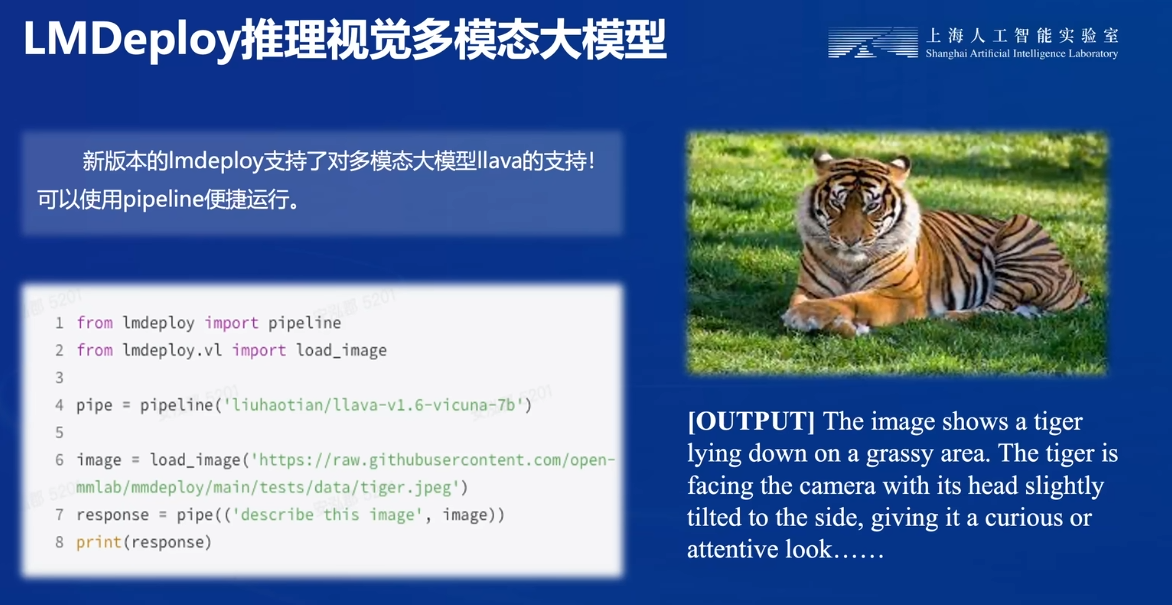 LMDeploy推理视觉多模态大模型
上海人工智能实验室
Shanghai Artificial Intelligence Laboratory
新版本的lmdeploy支持了对多模态大模型llava的支持！
可以使用pipeline便捷运行。
1 from lmdeploy import pipeline
2 from lmdeploy.vl import load_image
3
4 pipe = pipeline('liuhaotian/llava-v1.6-vicuna-7b')
5
6 image = load_image('https://raw.githubusercontent.com/open-
mmlab/mmdeploy/main/tests/data/tiger.jpeg')
7 response = pipe(('describe this image', image))
8 print(response)
[OUTPUT] The image shows a tiger
lying down on a grassy area. The tiger is
facing the camera with its head slightly
tilted to the side, giving it a curious or
attentive look……